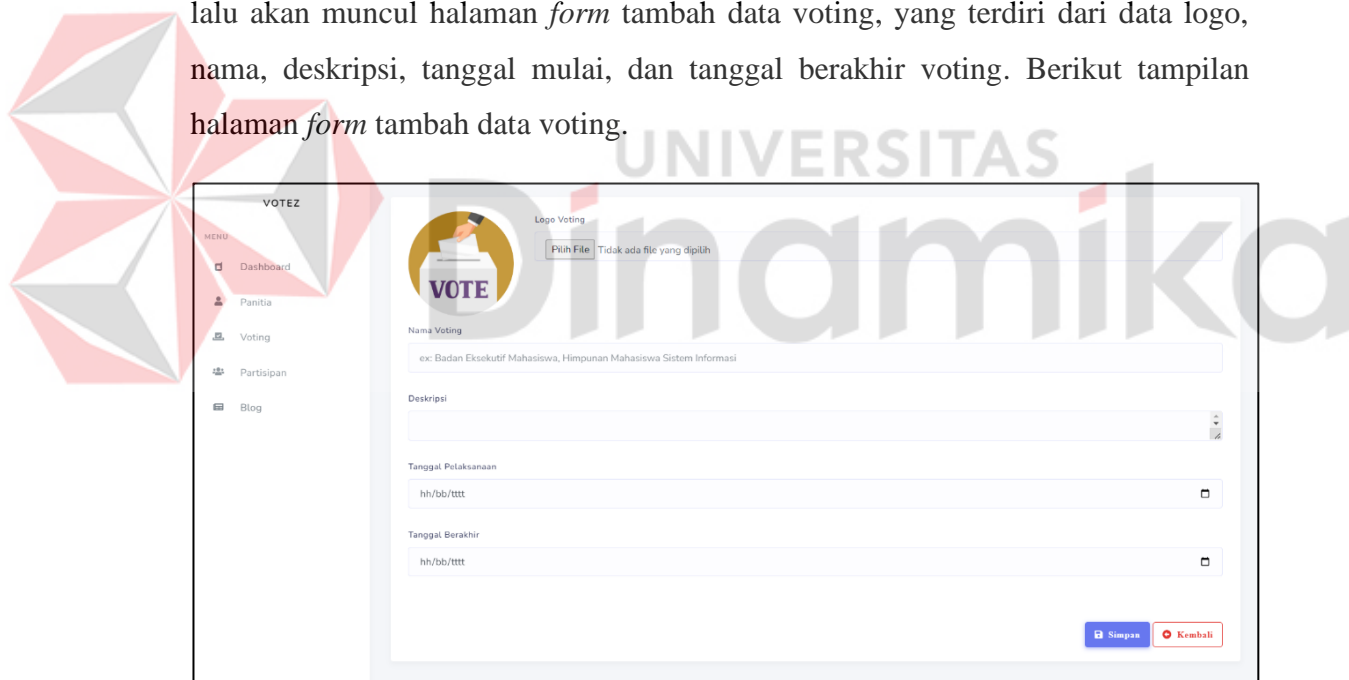 lalu akan muncul halaman form tambah data voting, yang terdiri dari data logo,
nama, deskripsi, tanggal mulai, dan tanggal berakhir voting. Berikut tampilan
halaman form tambah data voting.
UNIVERSITAS
Dinamika
VOTEZ
MENU
Dashboard
Panitia
Voting
Partisipan
Blog
VOTE
Logo Voting
Pilih File Tidak ada file yang dipilih
Nama Voting
ex: Badan Eksekutif Mahasiswa, Himpunan Mahasiswa Sistem Informasi
Deskripsi
Tanggal Pelaksanaan
hh/bb/tttt
Tanggal Berakhir
hh/bb/tttt
Simpan Kembali